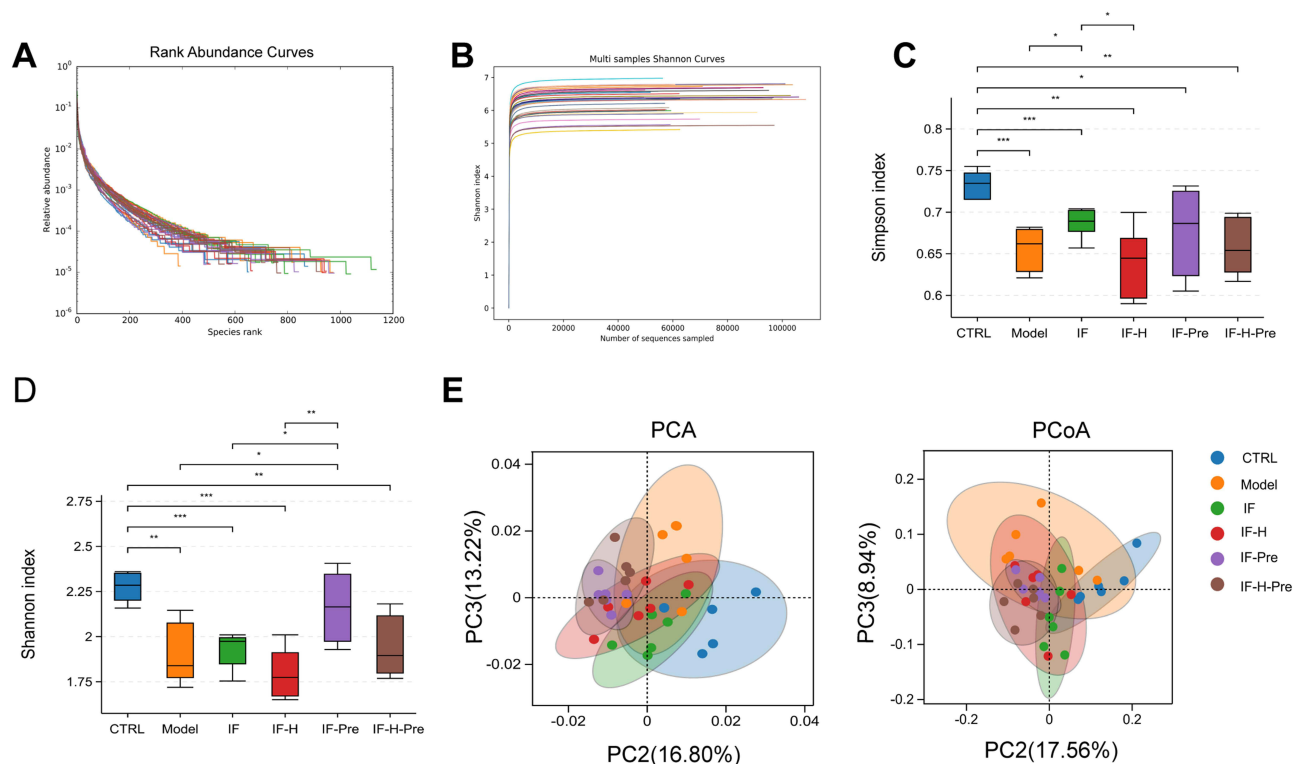 A
Rank Abundance Curves
10^0
10^-1
10^-2
10^-3
10^-4
10^-5
10^-6
Relative abundance
0 200 400 600 800 1000 1200
Species rank
B
Multi samples Shannon Curves
7
6
5
4
3
2
1
0
Shannon index
0 20000 40000 60000 80000 100000
Number of sequences sampled
C
*
*
**
*
**
***
***
0.8
0.75
0.7
0.65
0.6
Simpson index
CTRL Model IF IF-H IF-Pre IF-H-Pre
D
**
*
*
**
***
***
**
2.75
2.5
2.25
2
1.75
Shannon index
CTRL Model IF IF-H IF-Pre IF-H-Pre
E
PCA
0.04
0.02
0
-0.02
PC3(13.22%)
-0.02 0 0.02 0.04
PC2(16.80%)
PCoA
0.2
0.1
0
-0.1
-0.2
PC3(8.94%)
-0.2 0 0.2
PC2(17.56%)
CTRL
Model
IF
IF-H
IF-Pre
IF-H-Pre